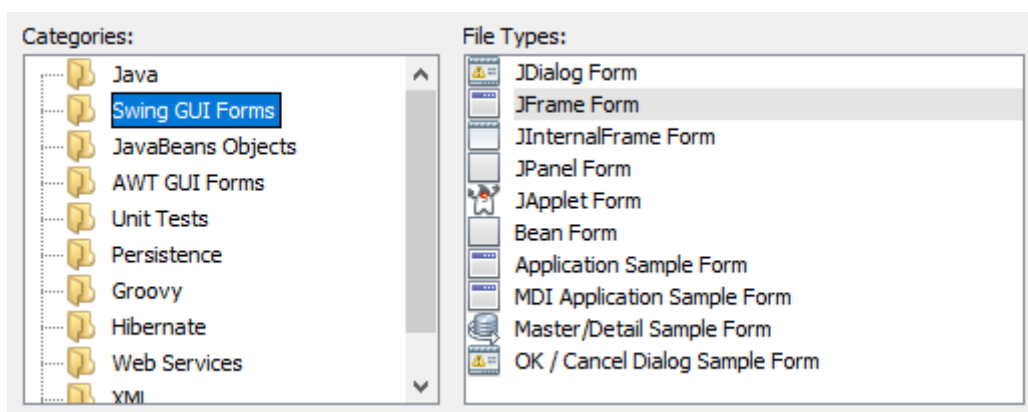 Categories:
Java
Swing GUI Forms
JavaBeans Objects
AWT GUI Forms
Unit Tests
Persistence
Groovy
Hibernate
Web Services
XML
File Types:
JDialog Form
JFrame Form
JInternalFrame Form
JPanel Form
JApplet Form
Bean Form
Application Sample Form
MDI Application Sample Form
Master/Detail Sample Form
OK / Cancel Dialog Sample Form